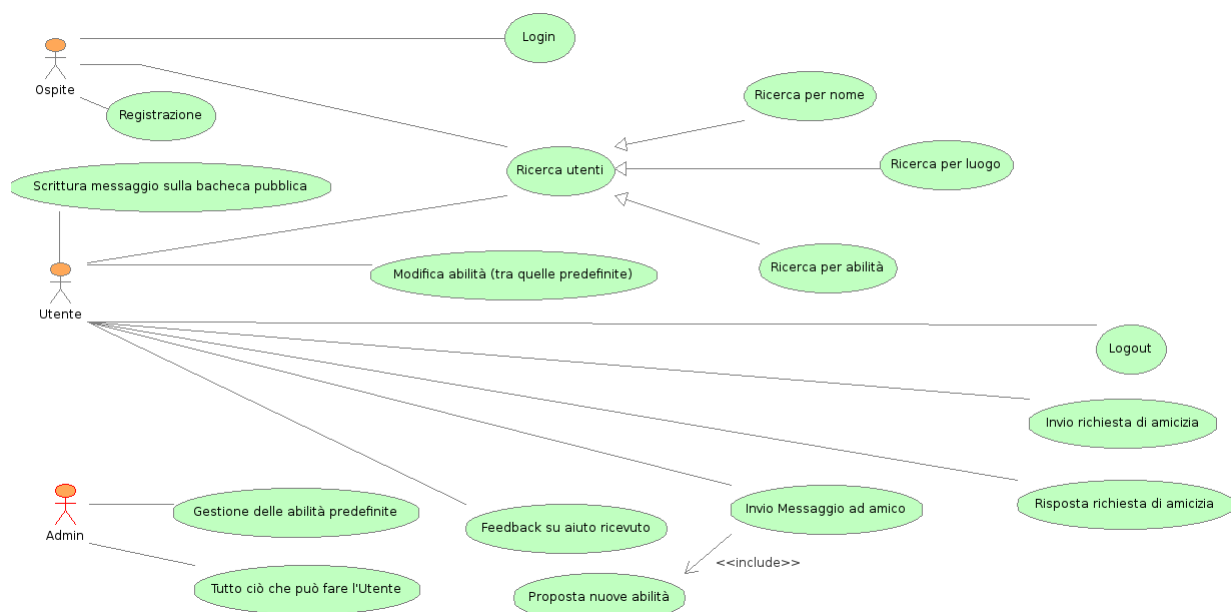 Login
Ospite
Registrazione
Ricerca per nome
Ricerca utenti
Ricerca per luogo
Scrittura messaggio sulla bacheca pubblica
Modifica abilità (tra quelle predefinite)
Ricerca per abilità
Utente
Logout
Invio richiesta di amicizia
Risposta richiesta di amicizia
Admin
Gestione delle abilità predefinite
Feedback su aiuto ricevuto
Invio Messaggio ad amico
<<include>>
Tutto ciò che può fare l'Utente
Proposta nuove abilità